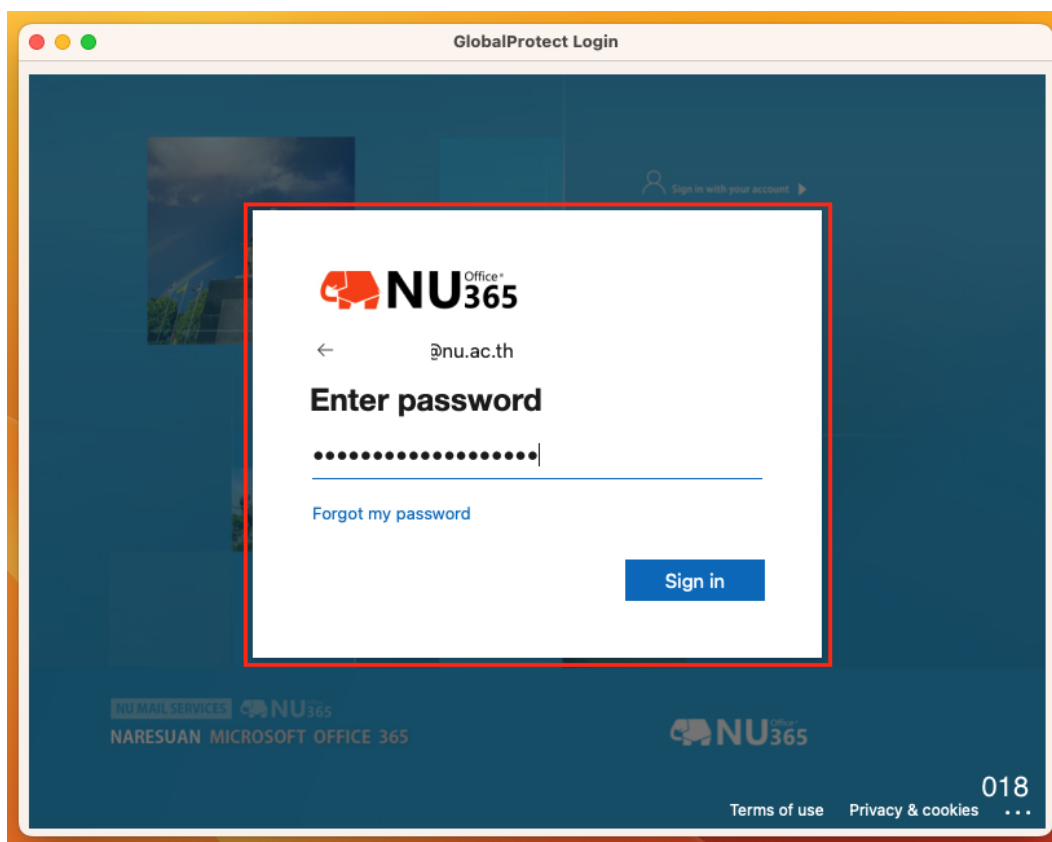 GlobalProtect Login
Sign in with your account
NU Office 365
@nu.ac.th
Enter password
•••••••••••••••••••
Forgot my password
Sign in
NU MAIL SERVICES NU Office 365
NARESUAN MICROSOFT OFFICE 365
NU Office 365
018
Terms of use Privacy & cookies ...